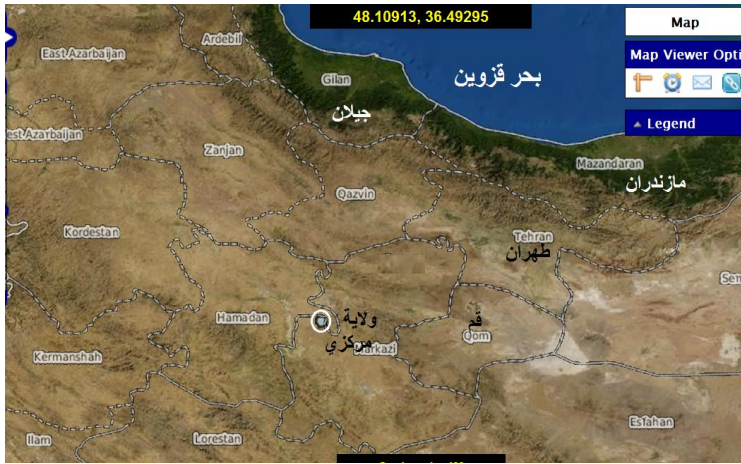 48.10913, 36.49295
Map
Map Viewer Opti
Legend
Ardebil
East Azarbaijan
Gilan
بحر قزوين
جيلان
est Azarbaijan
Zanjan
Mazandaran
مازندران
Qazvin
Kordestan
Tehran
طهران
Sem
Hamadan
ولاية
مركزي
Markazi
قم
Qom
Kermanshah
Esfahan
Ilam
Lorestan